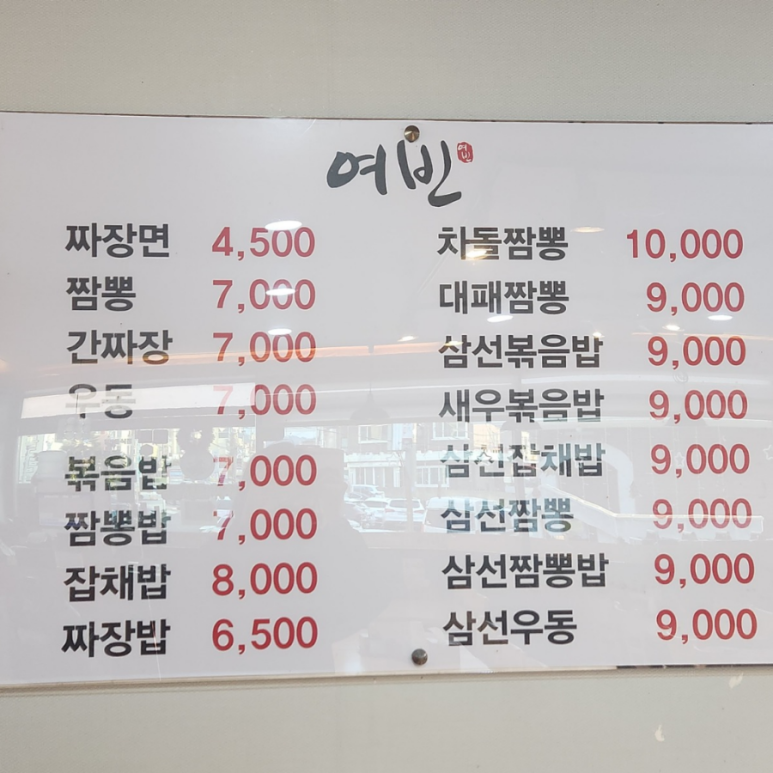 여빈
여빈
짜장면 4,500
짬뽕 7,000
간짜장 7,000
우동 7,000
볶음밥 7,000
짬뽕밥 7,000
잡채밥 8,000
짜장밥 6,500
차돌짬뽕 10,000
대패짬뽕 9,000
삼선볶음밥 9,000
새우볶음밥 9,000
삼선잡채밥 9,000
삼선짬뽕 9,000
삼선짬뽕밥 9,000
삼선우동 9,000